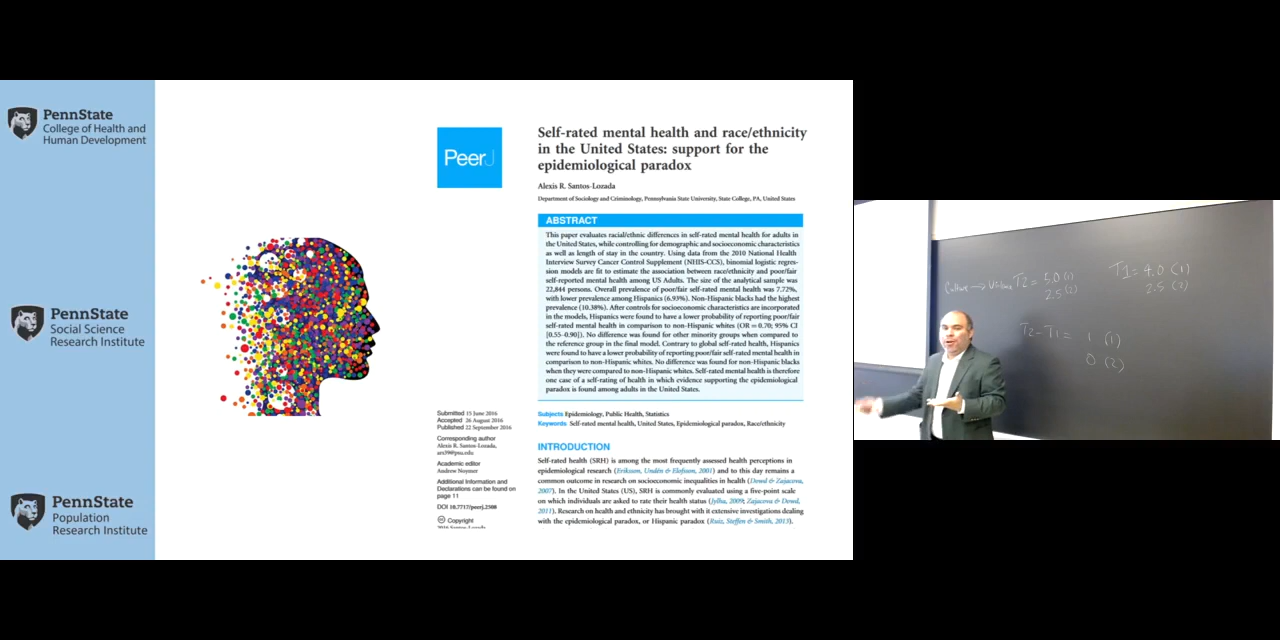 PennState
College of Health and
Human Development
PennState
Social Science
Research Institute
PennState
Population
Research Institute
PeerJ
Submitted 15 June 2016
Accepted 26 August 2016
Published 22 September 2016
Corresponding author
Alexis R. Santos-Lozada,
ars39@psu.edu
Academic editor
Andrew Noymer
Additional Information and
Declarations can be found on
page 11
DOI 10.7717/peerj.2508
Copyright
2016 Santos-Lozada
Self-rated mental health and race/ethnicity
in the United States: support for the
epidemiological paradox
Alexis R. Santos-Lozada
Department of Sociology and Criminology, Pennsylvania State University, State College, PA, United States
ABSTRACT
This paper evaluates racial/ethnic differences in self-rated mental health for adults in
the United States, while controlling for demographic and socioeconomic characteristics
as well as length of stay in the country. Using data from the 2010 National Health
Interview Survey Cancer Control Supplement (NHIS-CCS), binomial logistic regres-
sion models are fit to estimate the association between race/ethnicity and poor/fair
self-reported mental health among US Adults. The size of the analytical sample was
22,844 persons. Overall prevalence of poor/fair self-rated mental health was 7.72%,
with lower prevalence among Hispanics (6.93%). Non-Hispanic blacks had the highest
prevalence (10.38%). After controls for socioeconomic characteristics are incorporated
in the models, Hispanics were found to have a lower probability of reporting poor/fair
self-rated mental health in comparison to non-Hispanic whites (OR = 0.70; 95% CI
[0.55–0.90]). No difference was found for other minority groups when compared to
the reference group in the final model. Contrary to global self-rated health, Hispanics
were found to have a lower probability of reporting poor/fair self-rated mental health in
comparison to non-Hispanic whites. No difference was found for non-Hispanic blacks
when they were compared to non-Hispanic whites. Self-rated mental health is therefore
one case of a self-rating of health in which evidence supporting the epidemiological
paradox is found among adults in the United States.
Subjects Epidemiology, Public Health, Statistics
Keywords Self-rated mental health, United States, Epidemiological paradox, Race/ethnicity
INTRODUCTION
Self-rated health (SRH) is among the most frequently assessed health perceptions in
epidemiological research (Eriksson, Undén & Elofsson, 2001) and to this day remains a
common outcome in research on socioeconomic inequalities in health (Dowd & Zajacova,
2007). In the United States (US), SRH is commonly evaluated using a five-point scale
on which individuals are asked to rate their health status (Jylha, 2009; Zajacova & Dowd,
2011). Research on health and ethnicity has brought with it extensive investigations dealing
with the epidemiological paradox, or Hispanic paradox (Ruiz, Steffen & Smith, 2013).
Culture → T2 = 5.0 (1)
2.5 (2)
T1 = 4.0 (1)
2.5 (2)
T2 - T1 = 1 (1)
0 (2)